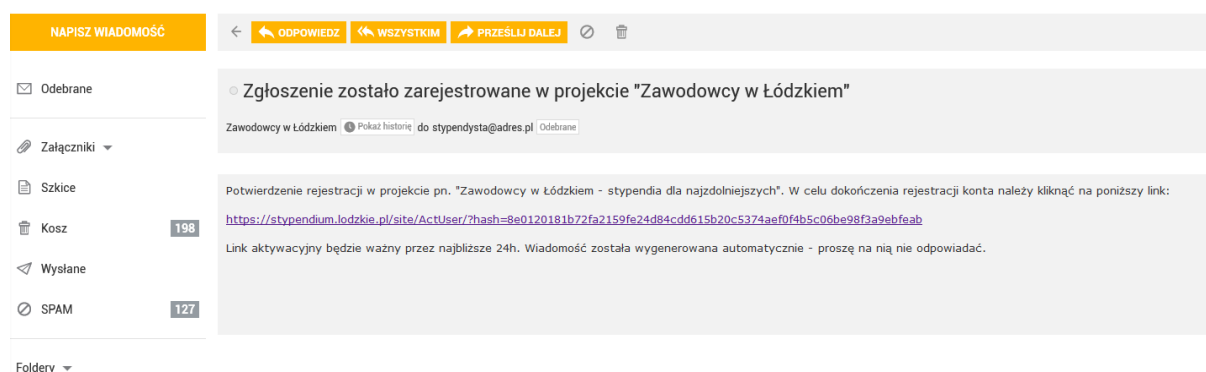 NAPISZ WIADOMOŚĆ
ODPOWIEDZ WSZYSTKIM PRZEŚLIJ DALEJ
Odebrane
Załączniki
Szkice
Kosz 198
Wysłane
SPAM 127
Foldery
Zgłoszenie zostało zarejestrowane w projekcie "Zawodowcy w Łódzkiem"
Zawodowcy w Łódzkiem Pokaż historię do stypendysta@adres.pl Odebrane
Potwierdzenie rejestracji w projekcie pn. "Zawodowcy w Łódzkiem - stypendia dla najzdolniejszych". W celu dokończenia rejestracji konta należy kliknąć na poniższy link:
https://stypendium.lodzkie.pl/site/ActUser/?hash=8e0120181b72fa2159fe24d84cdd615b20c5374aef0f4b5c06be98f3a9ebfeab
Link aktywacyjny będzie ważny przez najbliższe 24h. Wiadomość została wygenerowana automatycznie - proszę na nią nie odpowiadać.